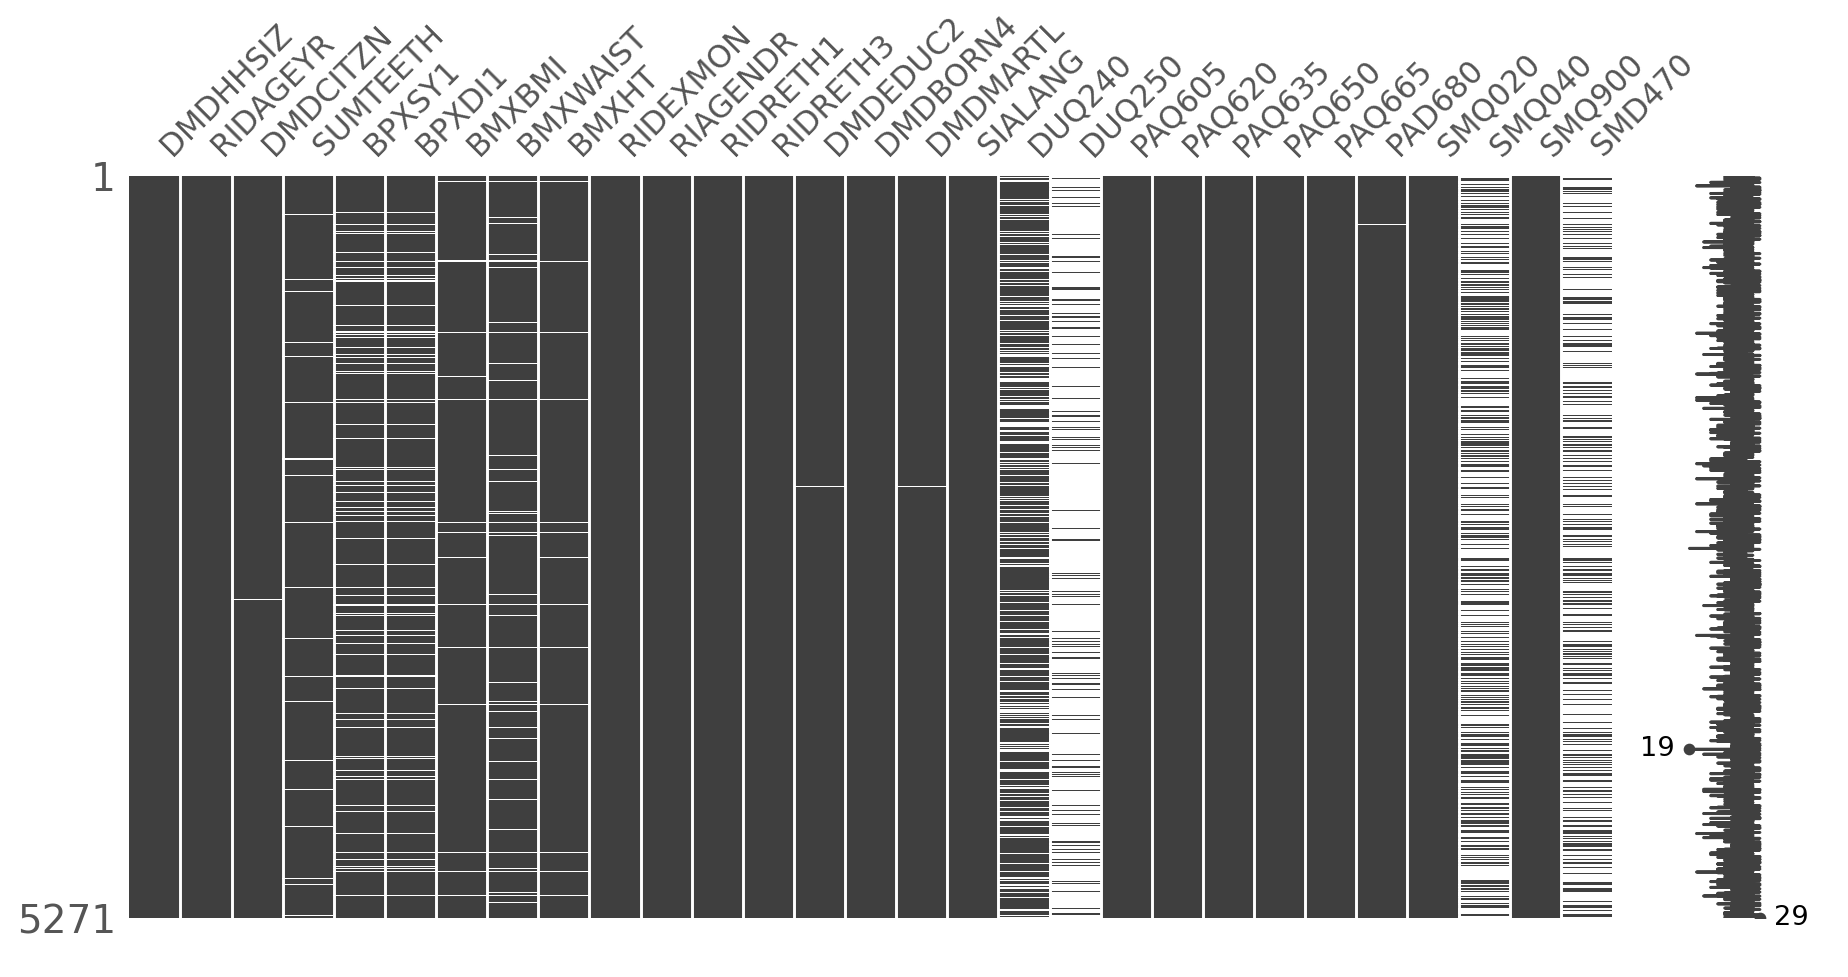 DMDHHSIZ
RIDAGEYR
DMDCITZN
SUMTEETH
BPXSY1
BPXDI1
BMXBMI
BMXWAIST
BMXHT
RIDEXMON
RIAGENDR
RIDRETH1
RIDRETH3
DMDEDUC2
DMDBORN4
DMDMARTL
SIALANG
DUQ240
DUQ250
PAQ605
PAQ620
PAQ635
PAQ650
PAQ665
PAD680
SMQ020
SMQ040
SMQ900
SMD470
1
19
5271
29